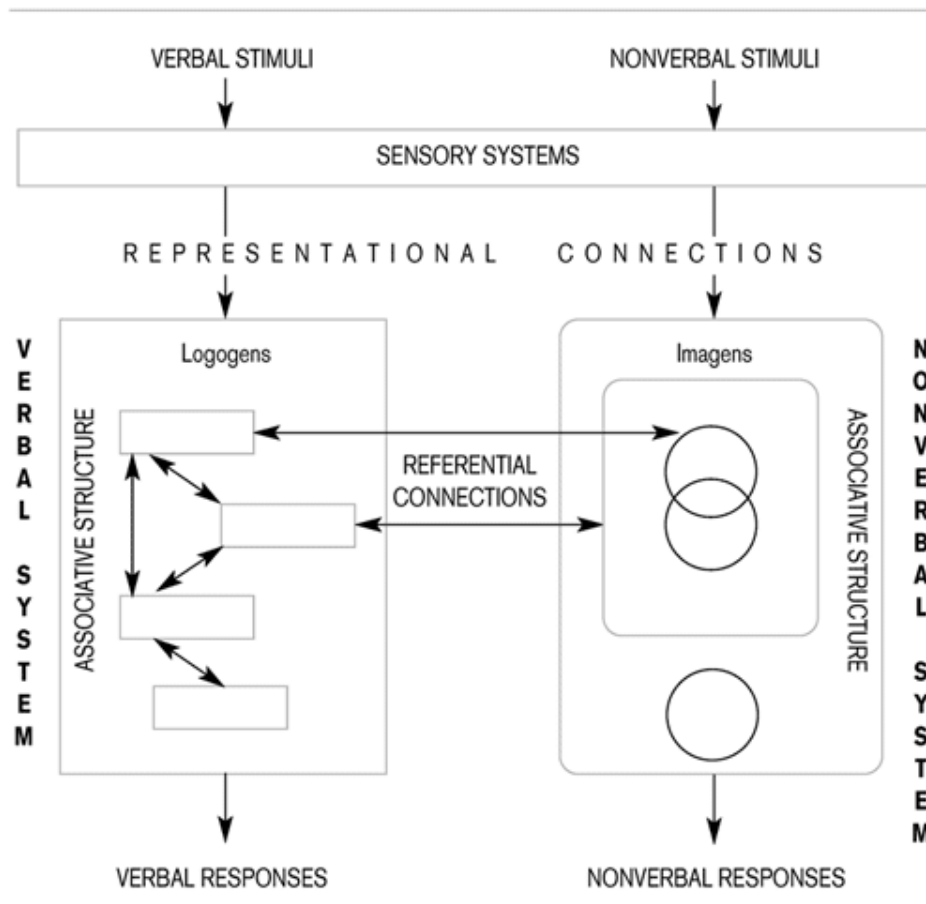 VERBAL STIMULI
NONVERBAL STIMULI
SENSORY SYSTEMS
REPRESENTATIONAL CONNECTIONS
VERBAL SYSTEM
Logogens
ASSOCIATIVE STRUCTURE
REFERENTIAL
CONNECTIONS
Imagens
ASSOCIATIVE STRUCTURE
NONVERBAL SYSTEM
VERBAL RESPONSES
NONVERBAL RESPONSES